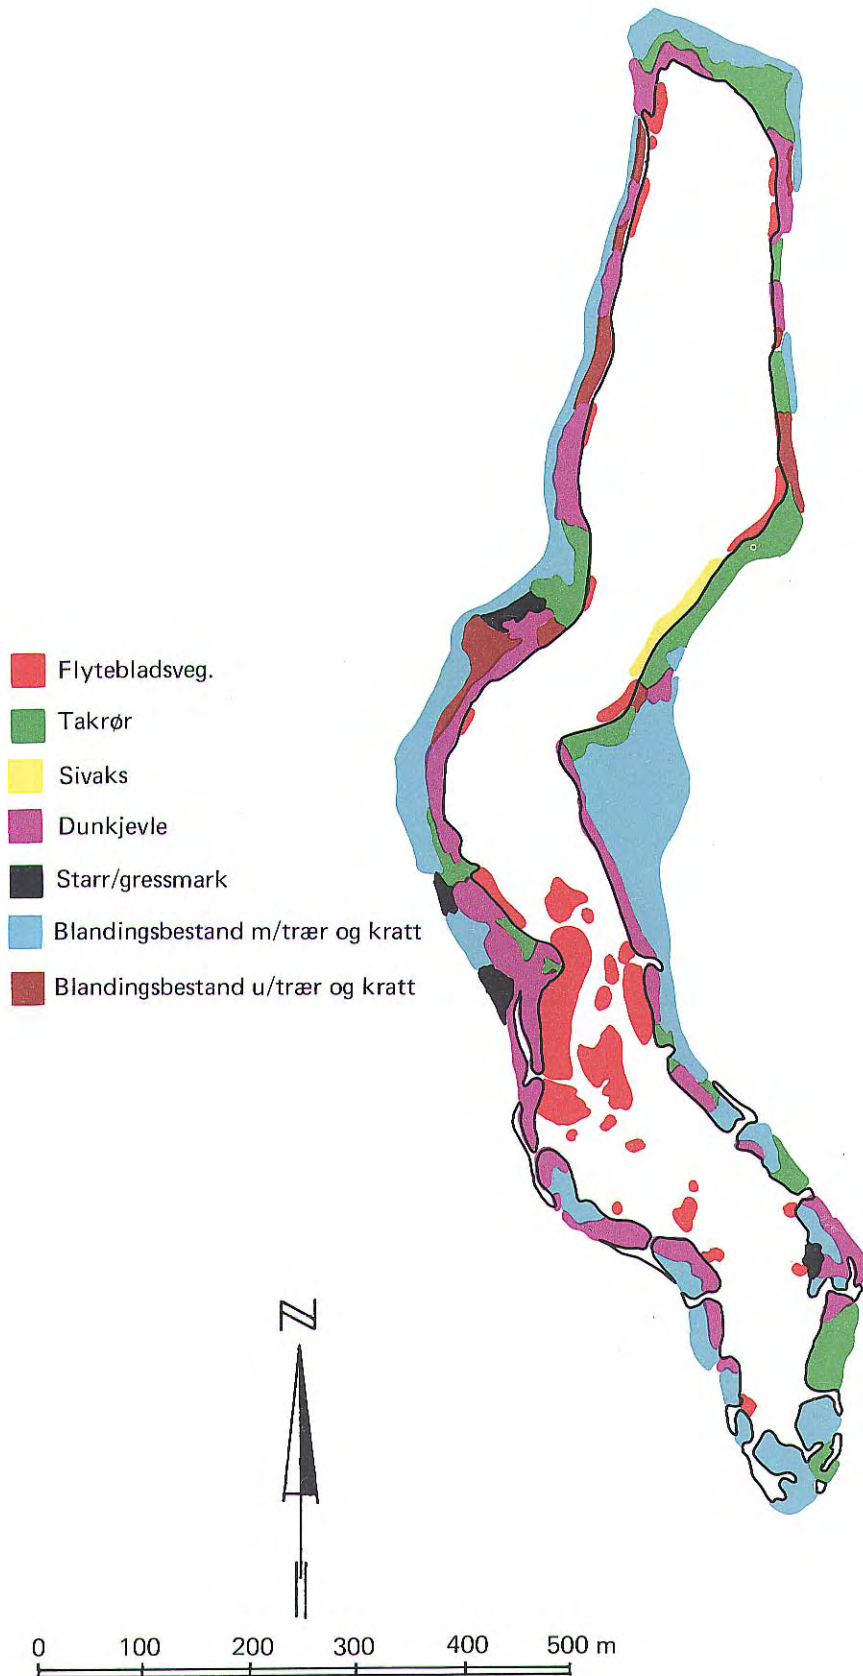 Flytebladsveg.
Takrør
Sivaks
Dunkjevle
Starr/gressmark
Blandingsbestand m/trær og kratt
Blandingsbestand u/trær og kratt
N
0 100 200 300 400 500 m